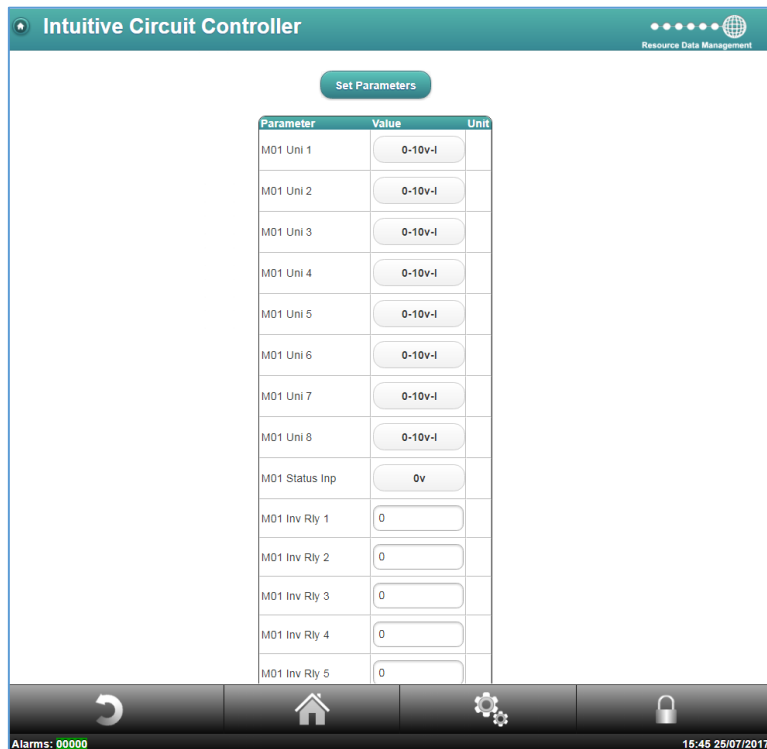 Intuitive Circuit Controller
Resource Data Management
Set Parameters
Parameter Value Unit
M01 Uni 1 0-10v-I
M01 Uni 2 0-10v-I
M01 Uni 3 0-10v-I
M01 Uni 4 0-10v-I
M01 Uni 5 0-10v-I
M01 Uni 6 0-10v-I
M01 Uni 7 0-10v-I
M01 Uni 8 0-10v-I
M01 Status Inp 0v
M01 Inv Rly 1 0
M01 Inv Rly 2 0
M01 Inv Rly 3 0
M01 Inv Rly 4 0
M01 Inv Rly 5 0
Alarms: 00000 15:45 25/07/2017